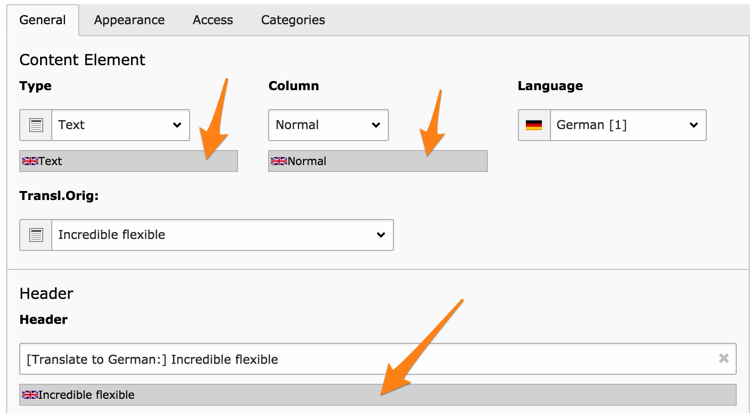 General Appearance Access Categories
Content Element
Type Column Language
Text Normal German [1]
Text Normal
Transl.Orig:
Incredible flexible
Header
Header
[Translate to German:] Incredible flexible
Incredible flexible